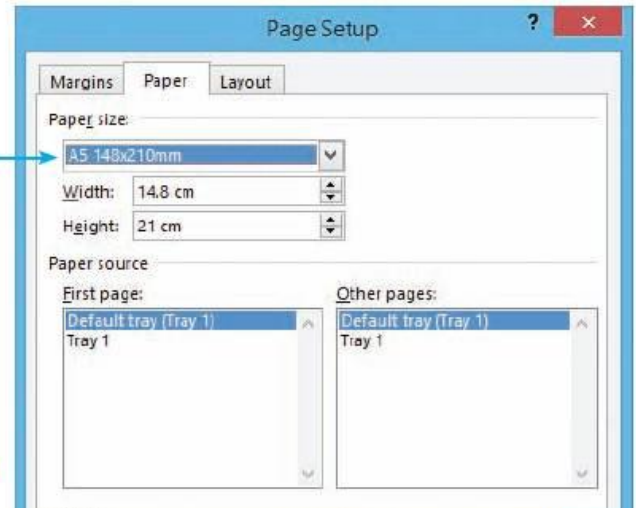 Page Setup ?
Margins Paper Layout
Paper size:
A5 148x210mm
Width: 14.8 cm
Height: 21 cm
Paper source
First page: Other pages:
Default tray (Tray 1) Default tray (Tray 1)
Tray 1 Tray 1